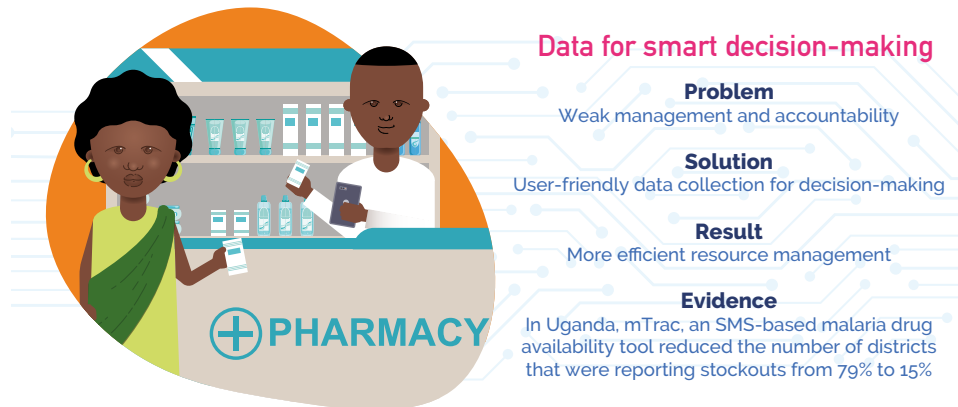 Data for smart decision-making
Problem
Weak management and accountability
Solution
User-friendly data collection for decision-making
Result
More efficient resource management
Evidence
In Uganda, mTrac, an SMS-based malaria drug
availability tool reduced the number of districts
that were reporting stockouts from 79% to 15%
PHARMACY